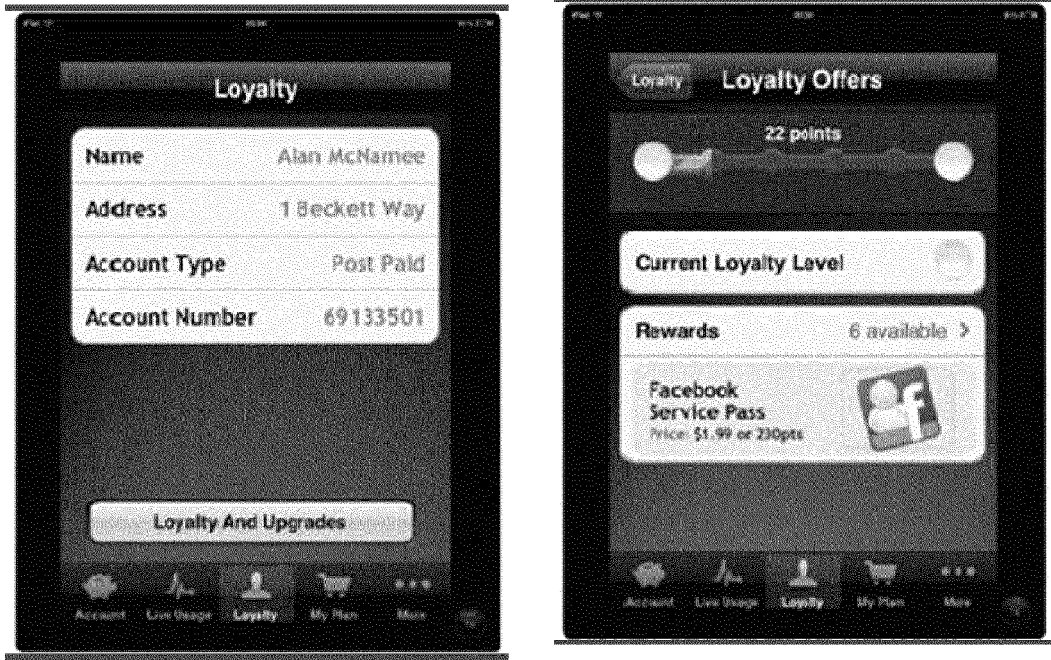 Loyalty
Name Alan McNamee
Address 1 Beckett Way
Account Type Post Paid
Account Number 69133501
Loyalty And Upgrades
Account Live Usage Loyalty My Plan More
Loyalty Loyalty Offers
22 points
Current Loyalty Level
Rewards 6 available >
Facebook
Service Pass
Price: $1.99 or 230pts
Account Live Usage Loyalty My Plan More